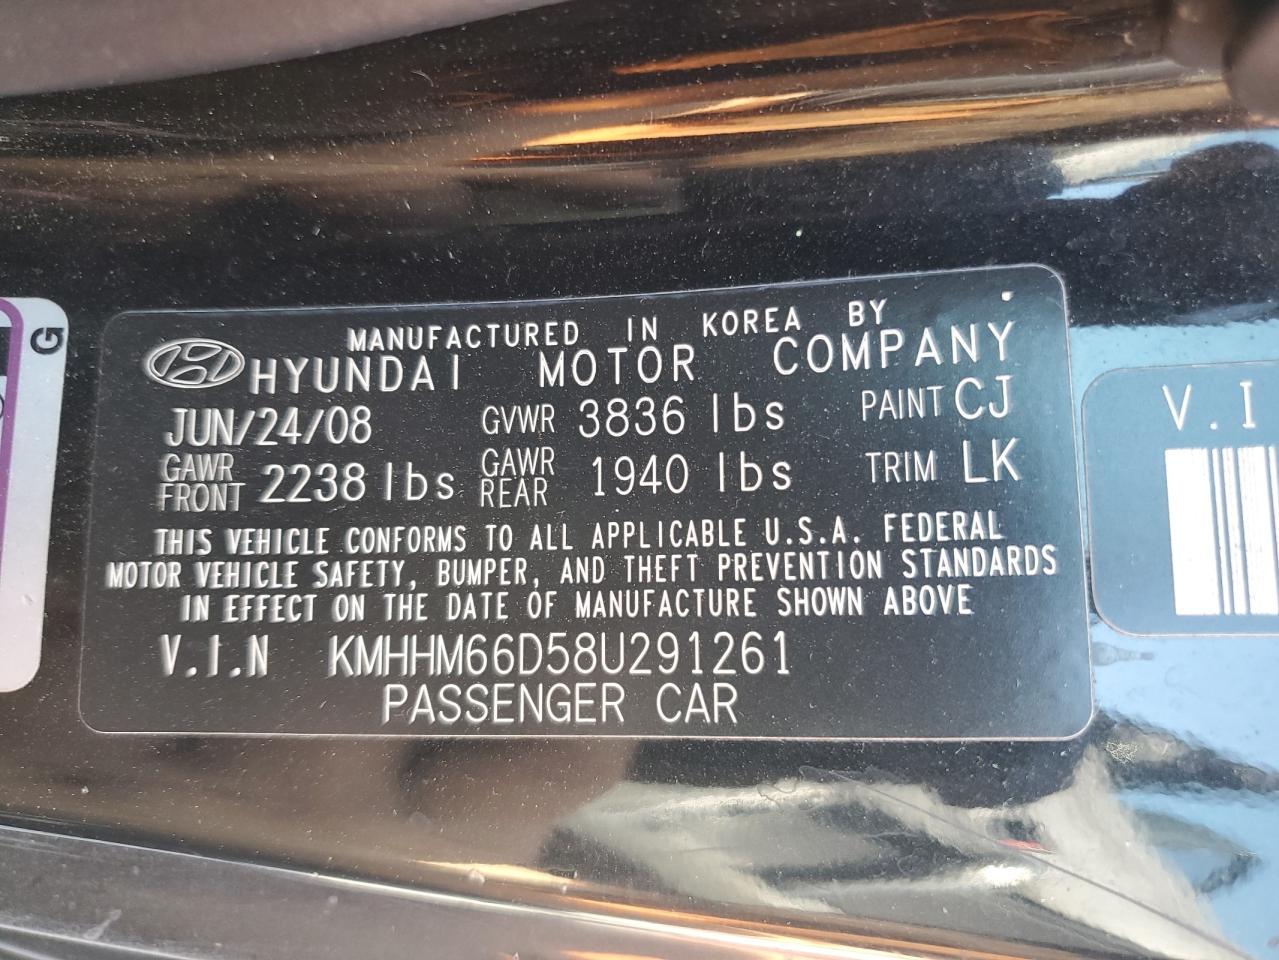 MANUFACTURED IN KOREA BY
HYUNDAI MOTOR COMPANY
JUN/24/08 GVWR 3836 lbs PAINT CJ
GAWR FRONT 2238 lbs GAWR REAR 1940 lbs TRIM LK
THIS VEHICLE CONFORMS TO ALL APPLICABLE U.S.A. FEDERAL
MOTOR VEHICLE SAFETY, BUMPER, AND THEFT PREVENTION STANDARDS
IN EFFECT ON THE DATE OF MANUFACTURE SHOWN ABOVE
V.I.N KMHHM66D58U291261
PASSENGER CAR
G
V.I